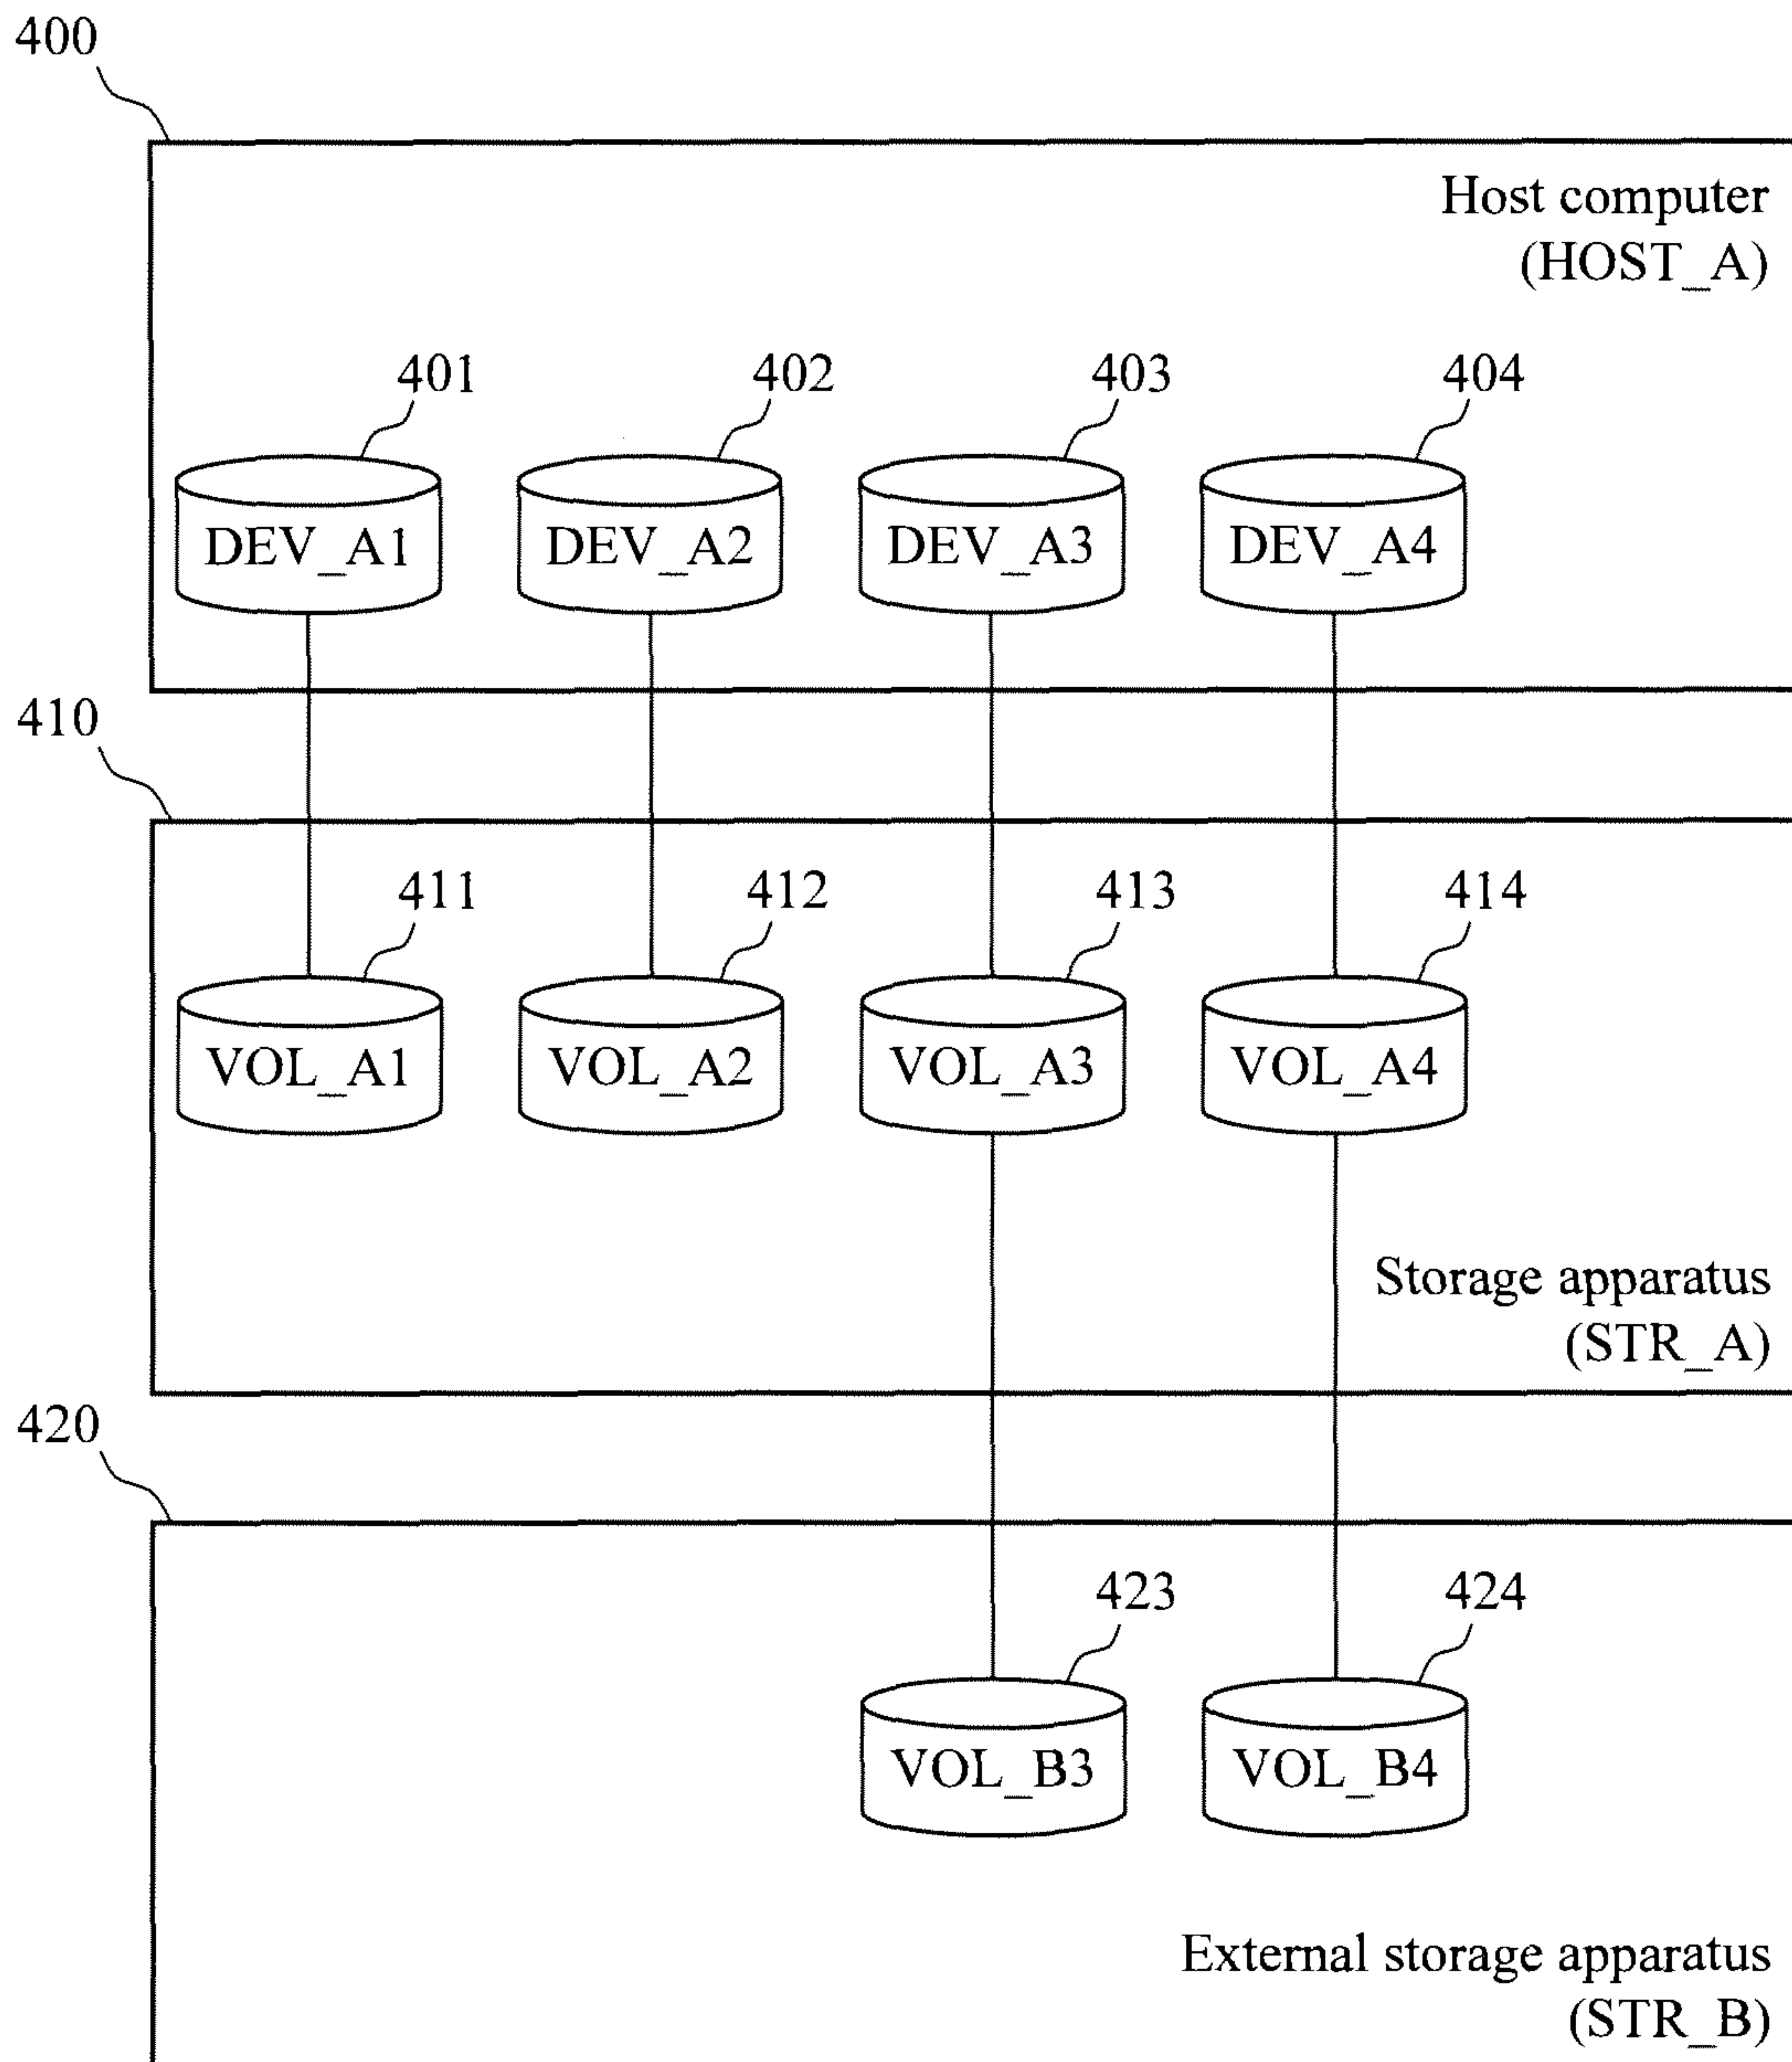 400
Host computer
(HOST_A)
401
402
403
404
DEV_A1
DEV_A2
DEV_A3
DEV_A4
410
411
412
413
414
VOL_A1
VOL_A2
VOL_A3
VOL_A4
Storage apparatus
(STR_A)
420
423
424
VOL_B3
VOL_B4
External storage apparatus
(STR_B)